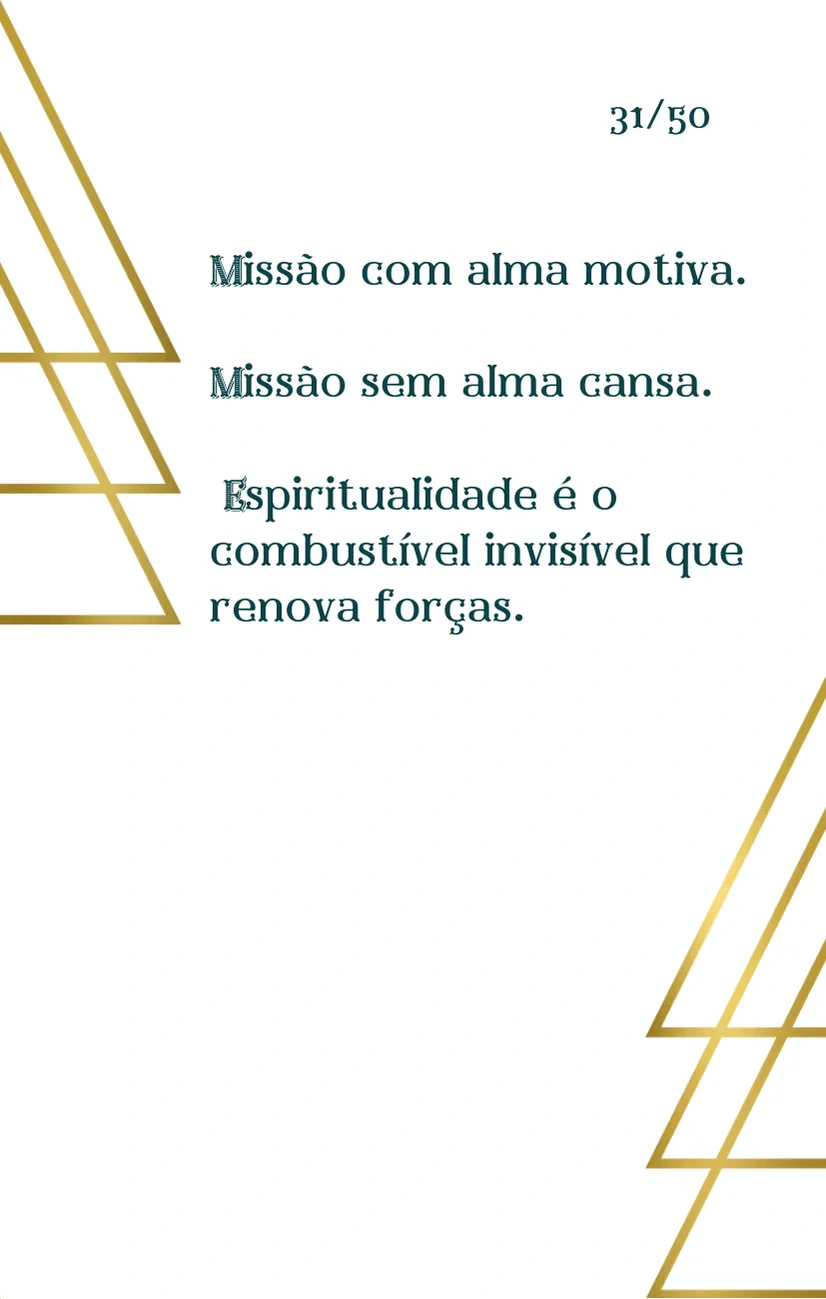 31/50
Missão com alma motiva.
Missão sem alma cansa.
Espiritualidade é o
combustível invisível que
renova forças.